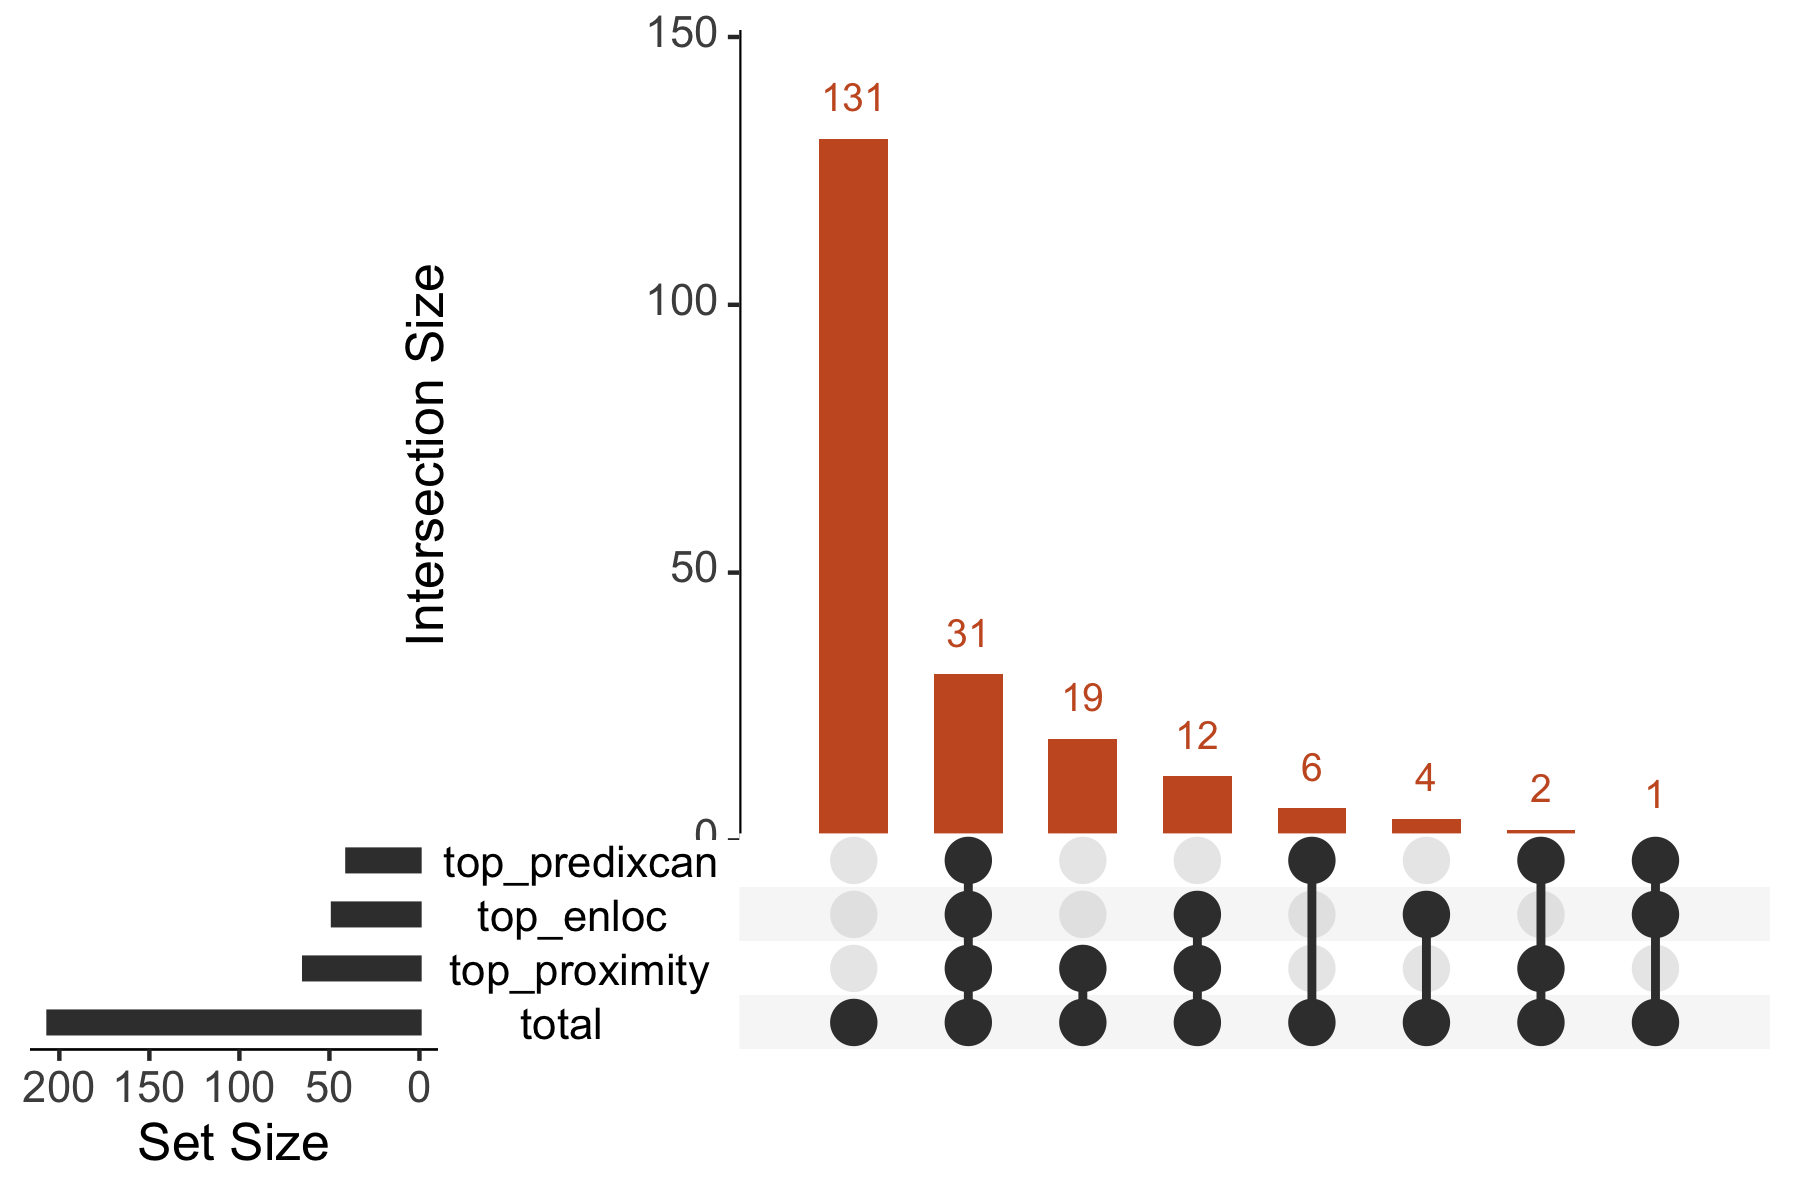 150
131
100
Intersection Size
50
31
19
12
6
4
2
1
0
top_predixcan
top_enloc
top_proximity
total
200 150 100 50 0
Set Size